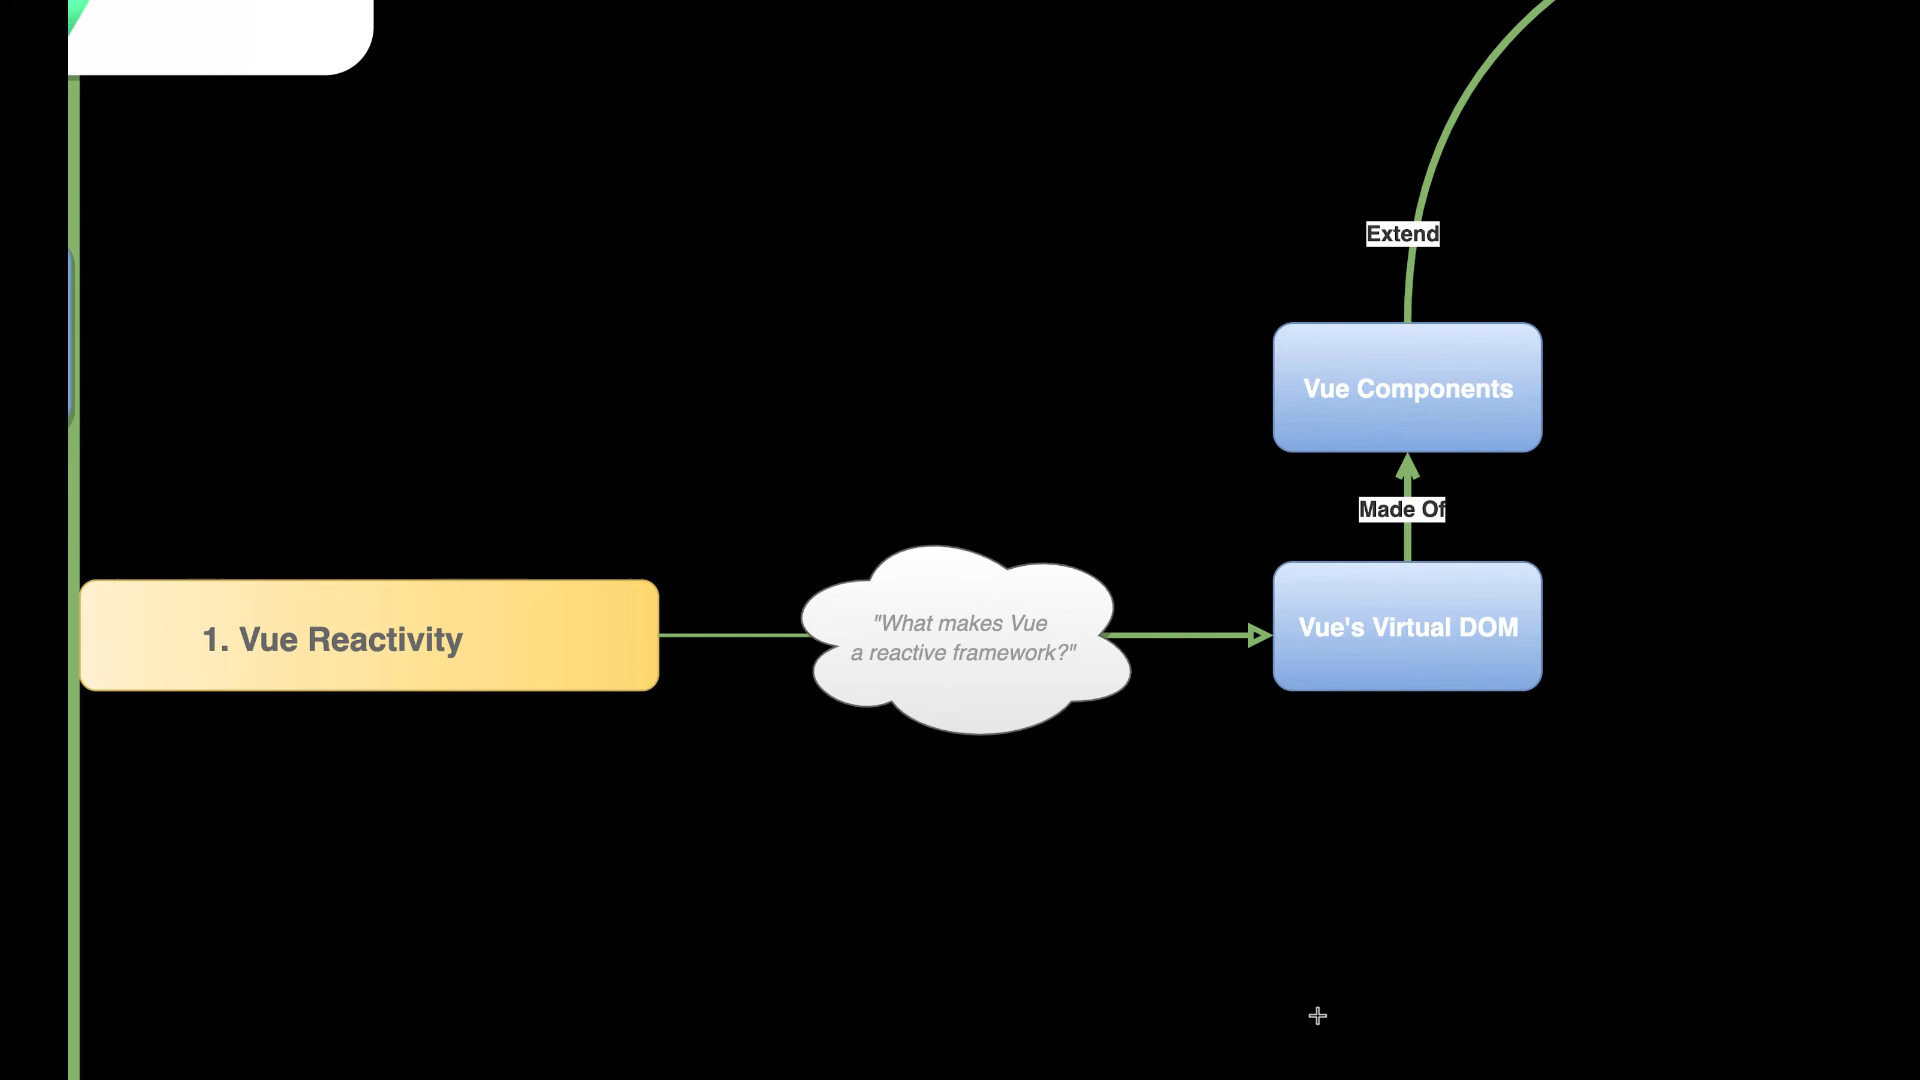 Extend
Vue Components
Made Of
1. Vue Reactivity
"What makes Vue
a reactive framework?"
Vue's Virtual DOM